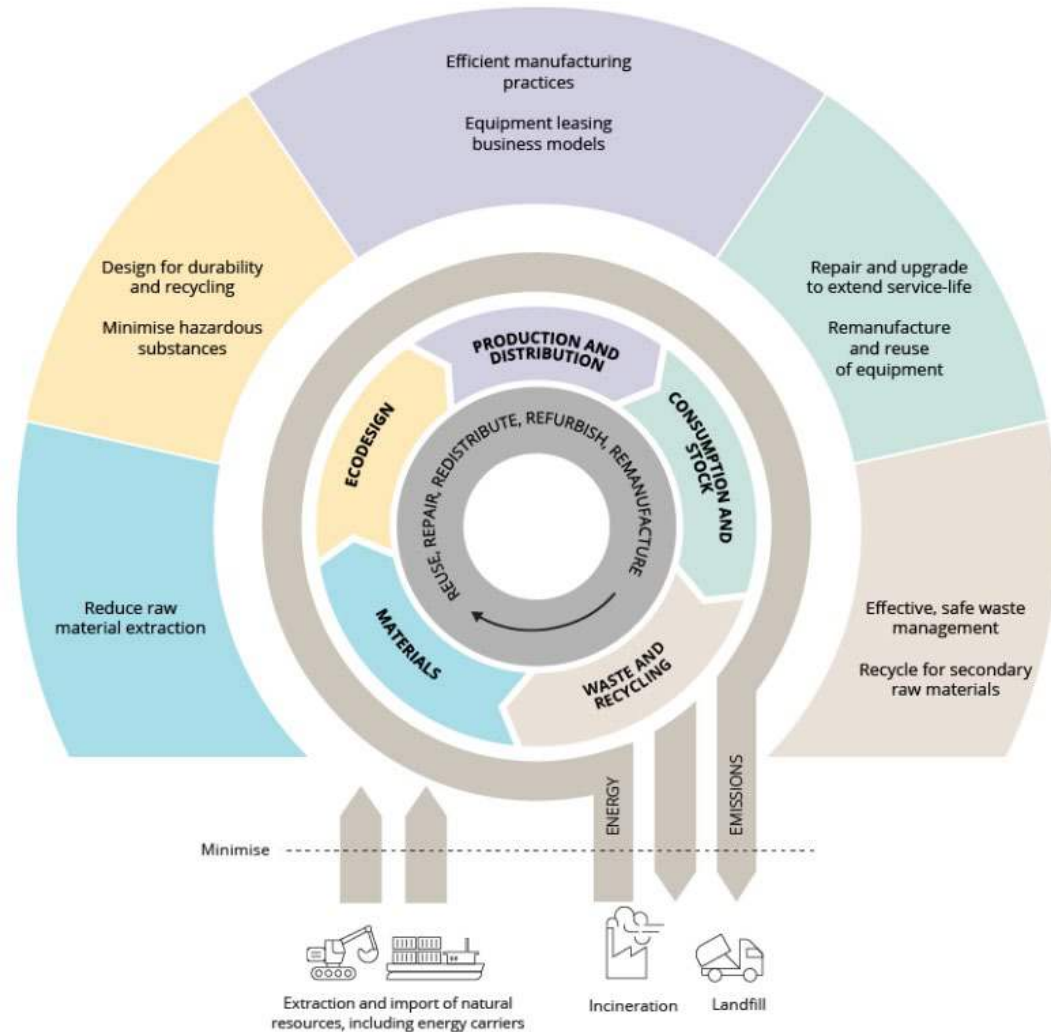 Efficient manufacturing
practices
Equipment leasing
business models
Design for durability
and recycling
Minimise hazardous
substances
Repair and upgrade
to extend service-life
Remanufacture
and reuse
of equipment
Reduce raw
material extraction
Effective, safe waste
management
Recycle for secondary
raw materials
PRODUCTION AND
DISTRIBUTION
ECODESIGN
CONSUMPTION AND
STOCK
MATERIALS
WASTE AND
RECYCLING
REUSE, REPAIR, REDISTRIBUTE, REFURBISH, REMANUFACTURE
ENERGY
EMISSIONS
Minimise
Extraction and import of natural
resources, including energy carriers
Incineration
Landfill